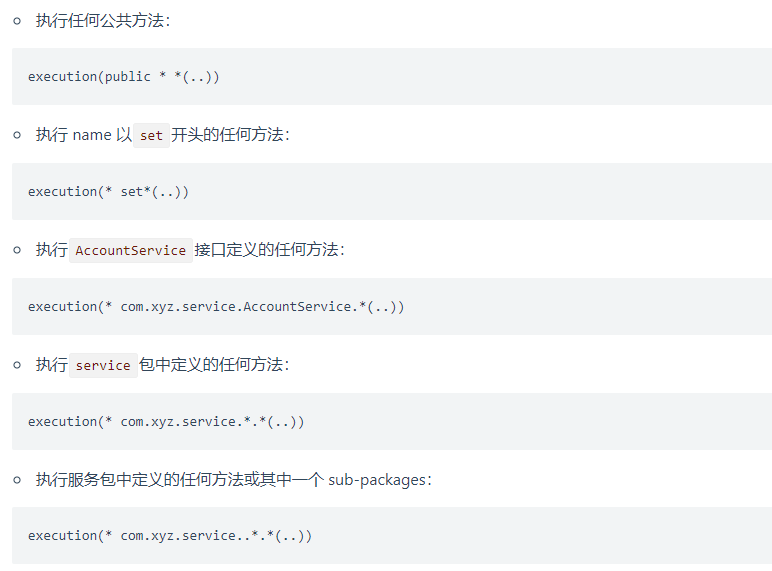 执行任何公共方法：
execution(public * *(..))
执行 name 以 set 开头的任何方法：
execution(* set*(..))
执行 AccountService 接口定义的任何方法：
execution(* com.xyz.service.AccountService.*(..))
执行 service 包中定义的任何方法：
execution(* com.xyz.service.*.*(..))
执行服务包中定义的任何方法或其中一个 sub-packages：
execution(* com.xyz.service..*.*(..))